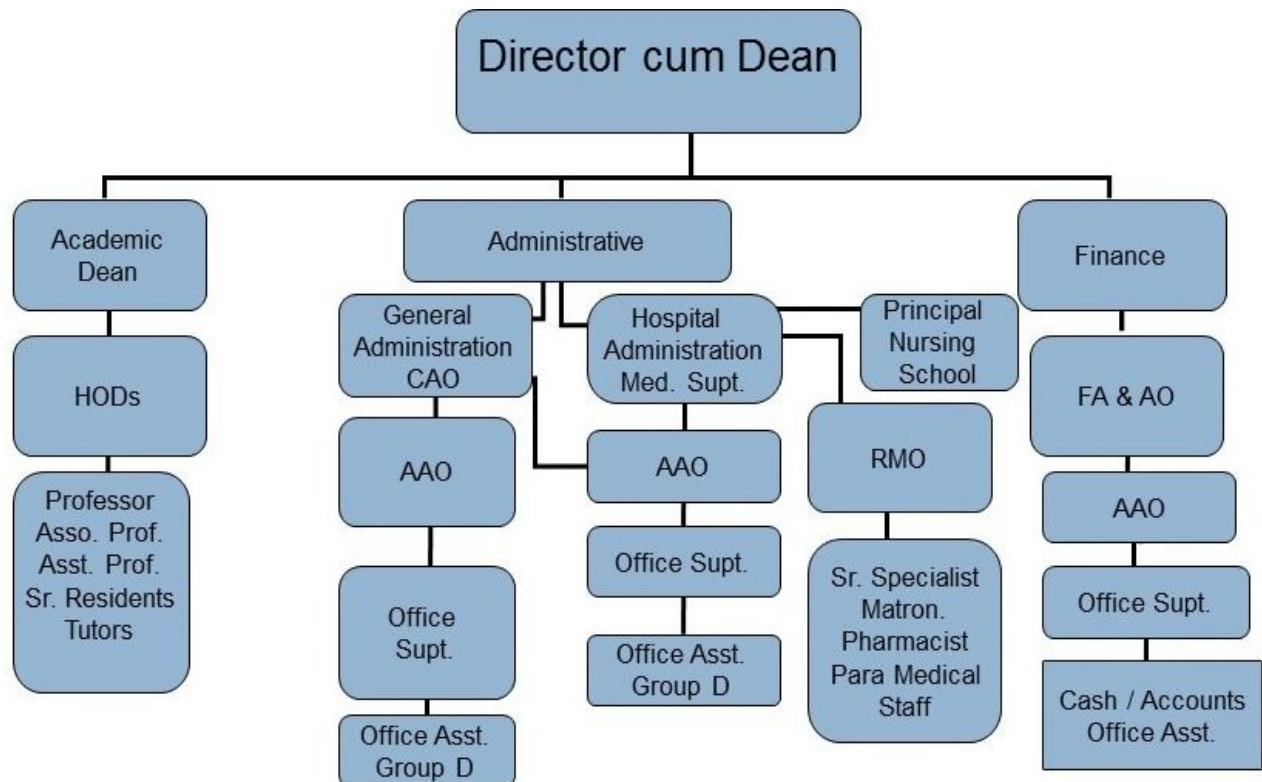 Director cum Dean
Academic
Dean
Administrative
Finance
HODs
Professor
Asso. Prof.
Asst. Prof.
Sr. Residents
Tutors
General
Administration
CAO
AAO
Office
Supt.
Office Asst.
Group D
Hospital
Administration
Med. Supt.
AAO
Office Supt.
Office Asst.
Group D
Principal
Nursing
School
RMO
Sr. Specialist
Matron.
Pharmacist
Para Medical
Staff
FA & AO
AAO
Office Supt.
Cash / Accounts
Office Asst.